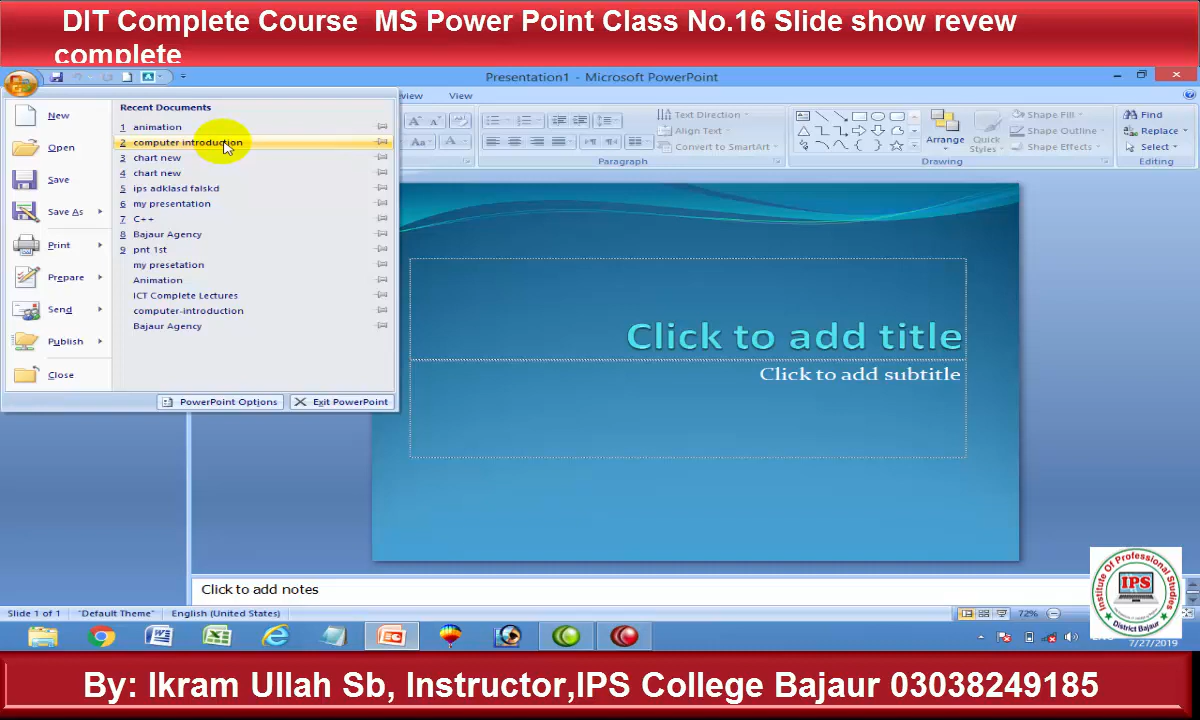 DIT Complete Course  MS Power Point Class No.16 Slide show revew
complete
Presentation1 - Microsoft PowerPoint
View
Text Direction
Align Text
Convert to SmartArt
Paragraph
Arrange
Quick
Styles
Shape Fill
Shape Outline
Shape Effects
Drawing
Find
Replace
Select
Editing
New
Open
Save
Save As
Print
Prepare
Send
Publish
Close
Recent Documents
1 animation
2 computer introduction
3 chart new
4 chart new
5 ips adklasd falskd
6 my presentation
7 C++
8 Bajaur Agency
9 pnt 1st
my presetation
Animation
ICT Complete Lectures
computer-introduction
Bajaur Agency
PowerPoint Options
Exit PowerPoint
Click to add title
Click to add subtitle
Click to add notes
Slide 1 of 1
"Default Theme"
English (United States)
72%
Institute Of Professional Studies
IPS
District Bajaur
7/27/2019
By: Ikram Ullah Sb, Instructor,IPS College Bajaur 03038249185